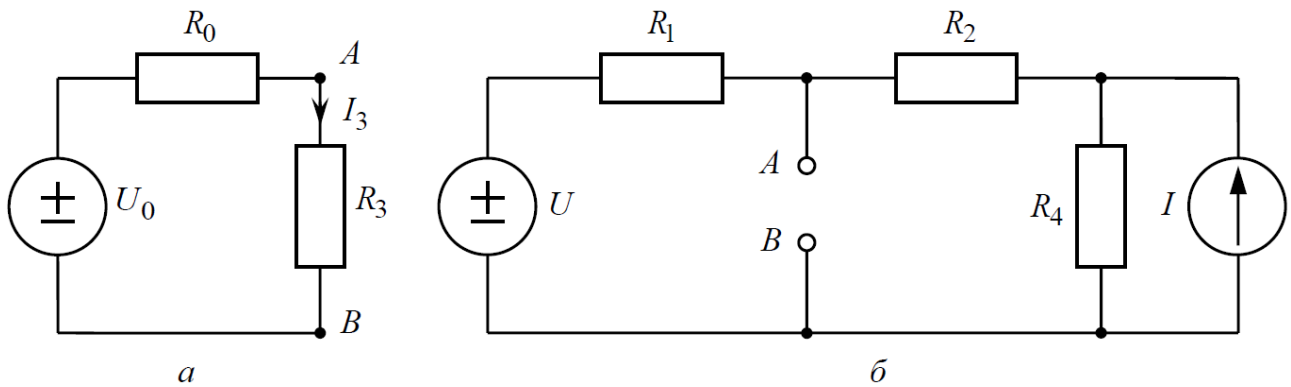 R₀
A
I₃
U₀
R₃
B
а
R₁
R₂
A
U
B
R₄
I
б